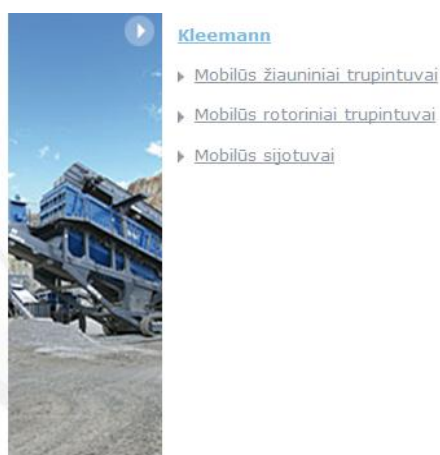 Kleemann
Mobilūs žiauniniai trupintuvai
Mobilūs rotoriniai trupintuvai
Mobilūs sijotuvai